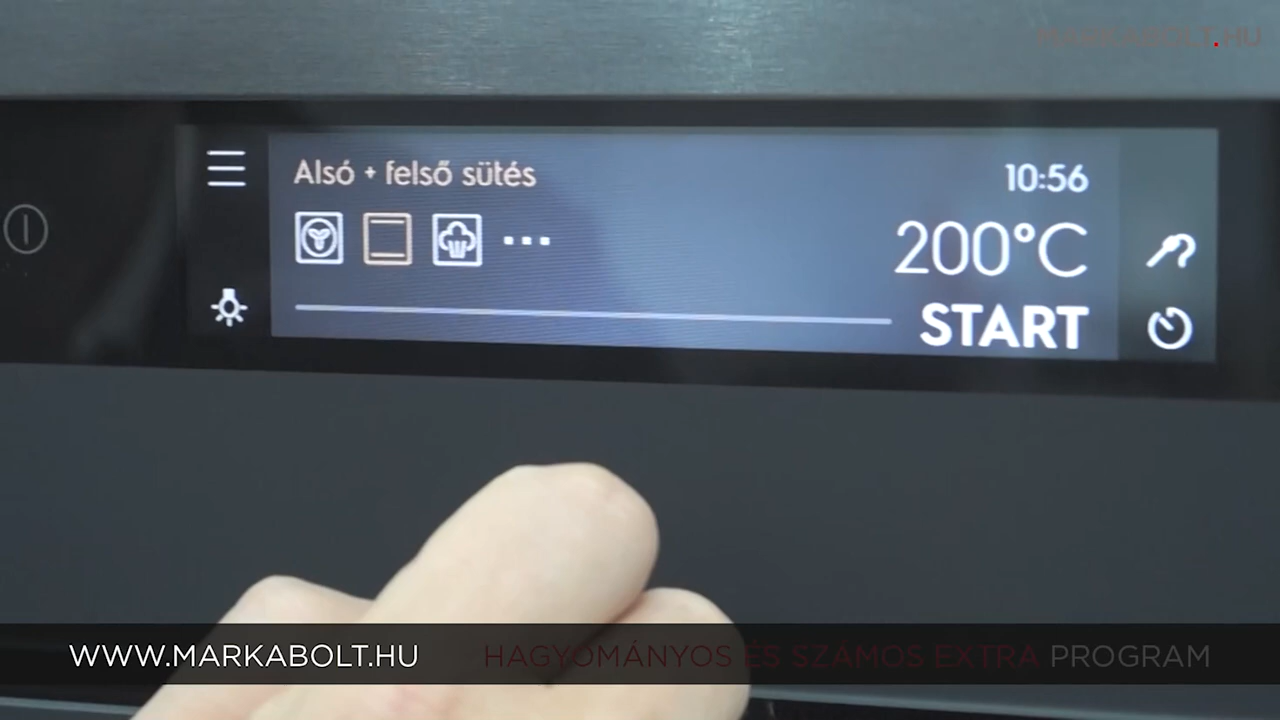 MARKABOLT.HU
Alsó + felső sütés
10:56
200°C
START
WWW.MARKABOLT.HU
HAGYOMÁNYOS ÉS SZÁMOS EXTRA PROGRAM